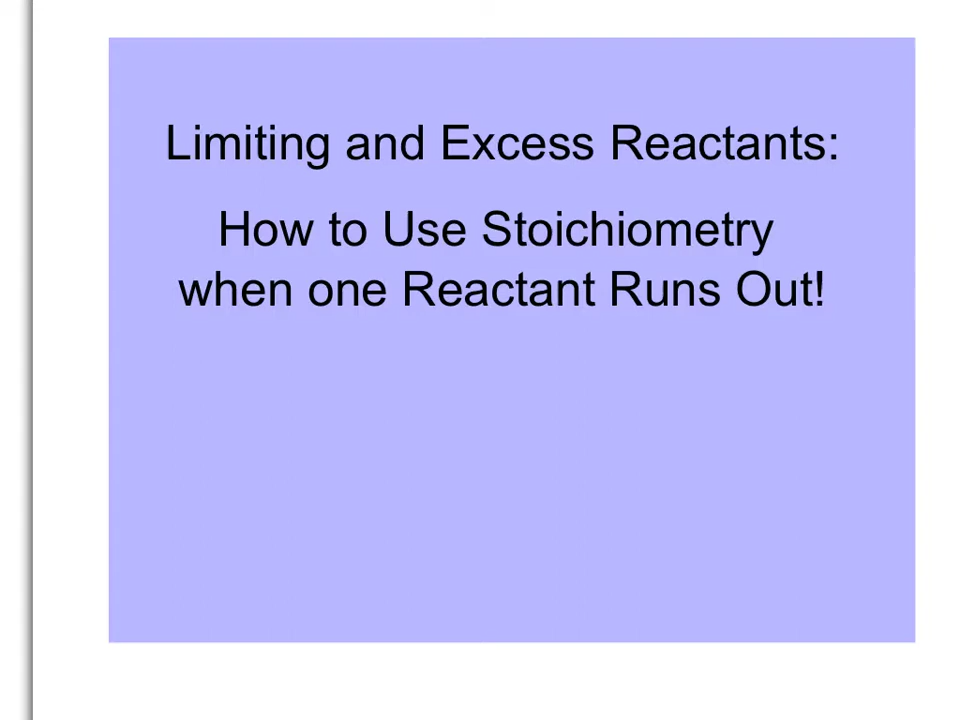 Limiting and Excess Reactants:
How to Use Stoichiometry
when one Reactant Runs Out!